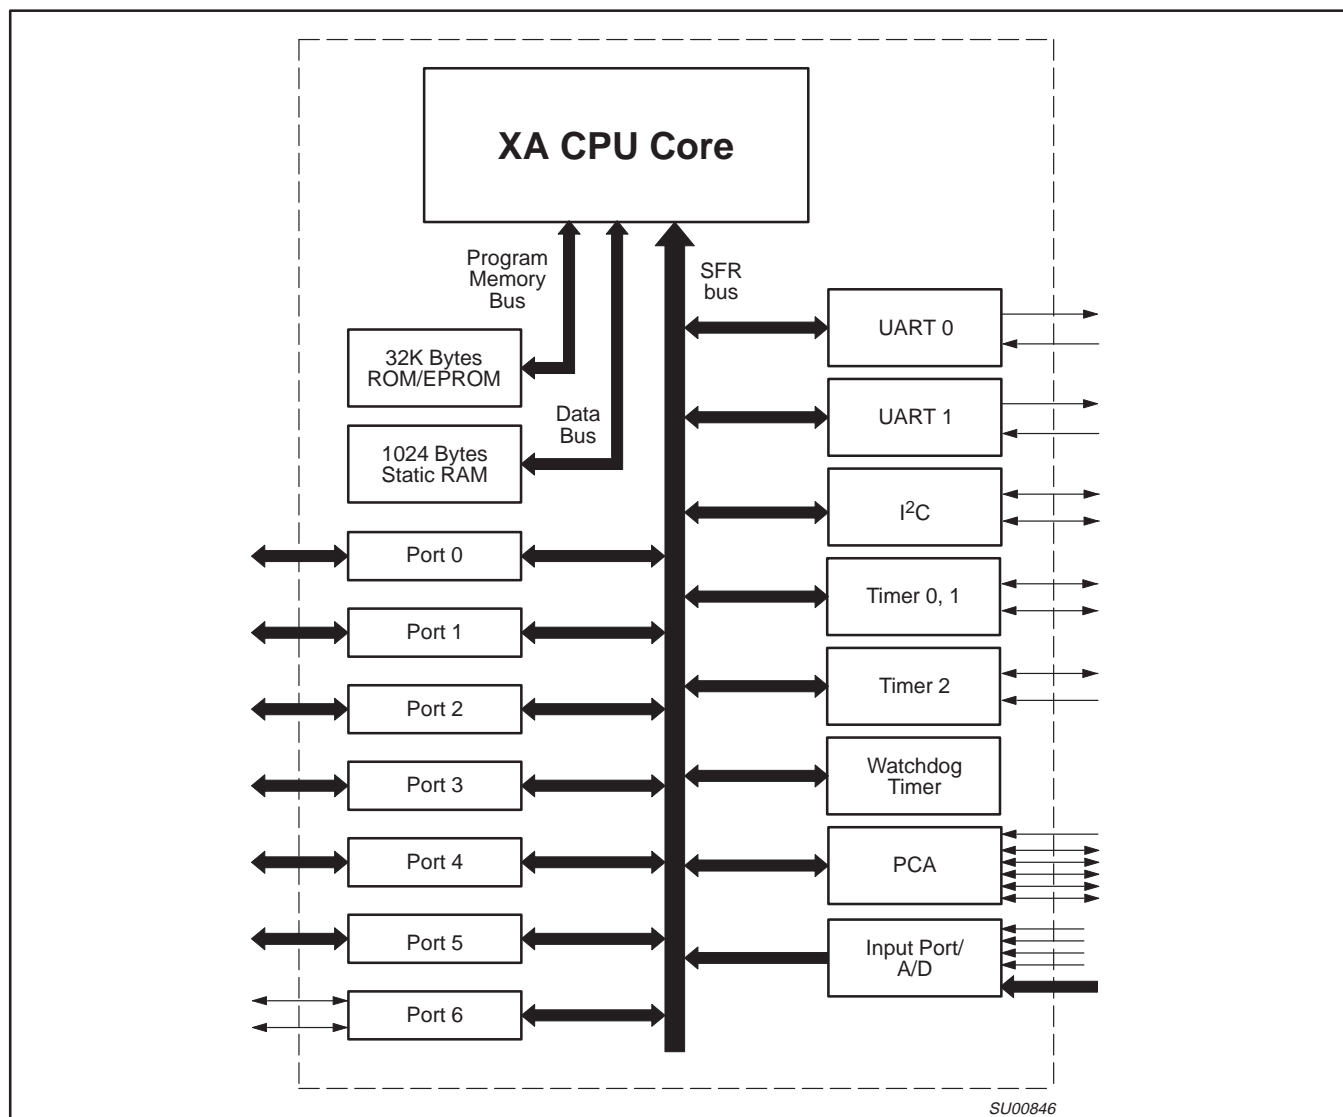 XA CPU Core
Program
Memory
Bus
SFR
bus
32K Bytes
ROM/EPROM
Data
Bus
1024 Bytes
Static RAM
Port 0
Port 1
Port 2
Port 3
Port 4
Port 5
Port 6
UART 0
UART 1
I²C
Timer 0, 1
Timer 2
Watchdog
Timer
PCA
Input Port/
A/D
SU00846